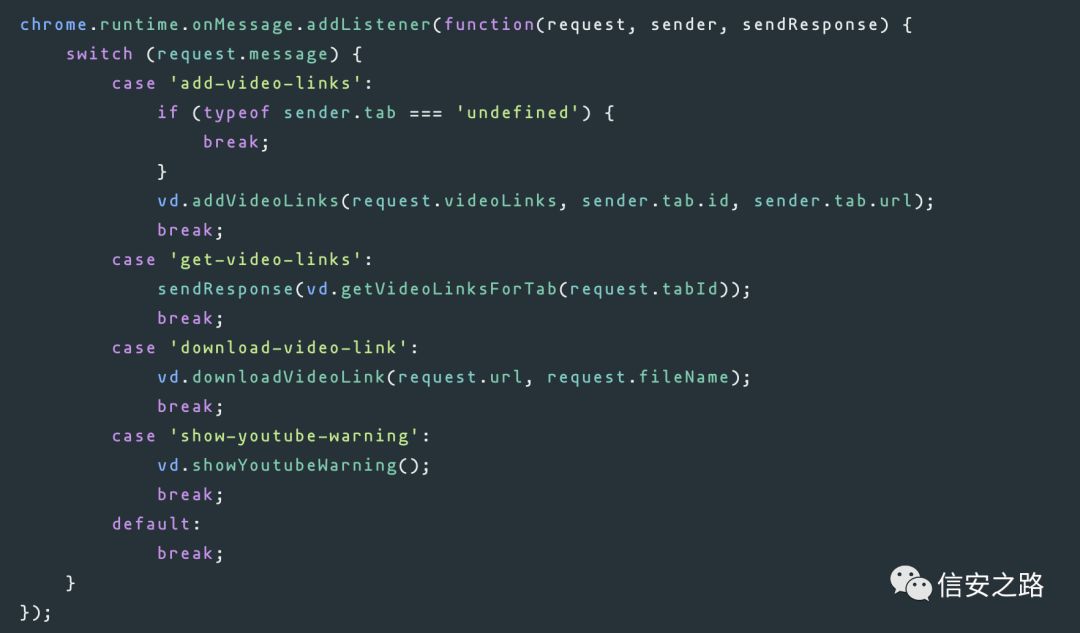 chrome.runtime.onMessage.addListener(function(request, sender, sendResponse) {
    switch (request.message) {
        case 'add-video-links':
            if (typeof sender.tab === 'undefined') {
                break;
            }
            vd.addVideoLinks(request.videoLinks, sender.tab.id, sender.tab.url);
            break;
        case 'get-video-links':
            sendResponse(vd.getVideoLinksForTab(request.tabId));
            break;
        case 'download-video-link':
            vd.downloadVideoLink(request.url, request.fileName);
            break;
        case 'show-youtube-warning':
            vd.showYoutubeWarning();
            break;
        default:
            break;
    }
});
信安之路